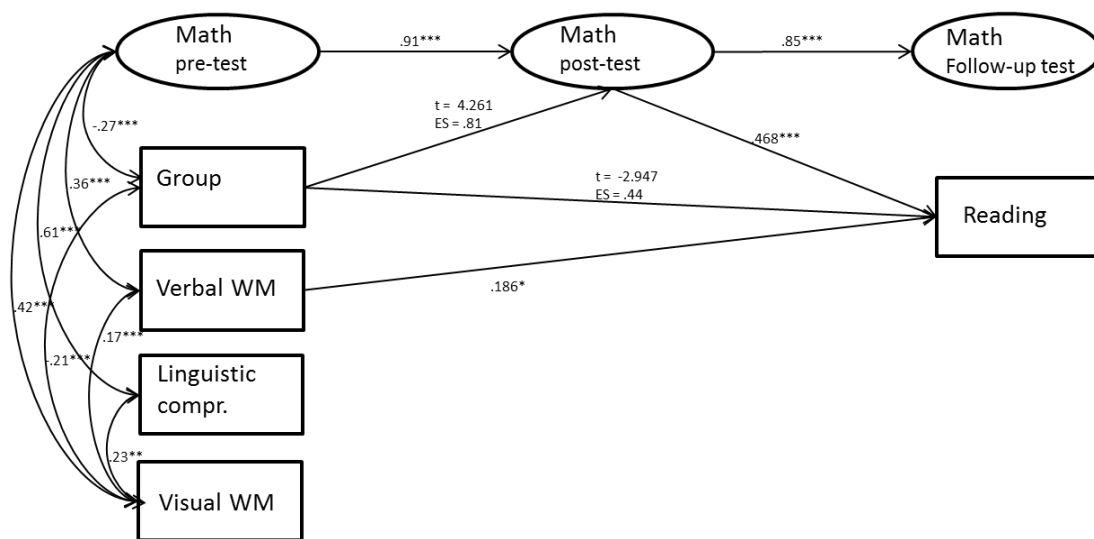 Math
pre-test
.91***
Math
post-test
.85***
Math
Follow-up test
t = 4.261
ES = .81
-.27***
.468***
Group
.36***
t = -2.947
ES = .44
Reading
.61***
Verbal WM
.186*
.42***
.17***
-.21***
Linguistic
compr.
.23**
Visual WM